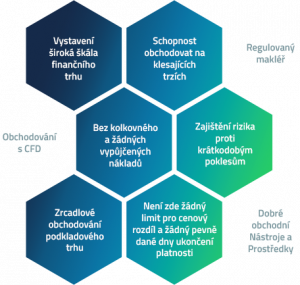 Vystavení
široká škála
finančního
trhu
Schopnost
obchodovat na
klesajících
trzích
Regulovaný
makléř
Obchodování
s CFD
Bez kolkovného
a žádných
vypůjčených
nákladů
Zajištění rizika
proti
krátkodobým
poklesům
Zrcadlové
obchodování
podkladového
trhu
Není zde žádný
limit pro cenový
rozdíl a žádný pevně
dané dny ukončení
platnosti
Dobré
obchodní
Nástroje a
Prostředky